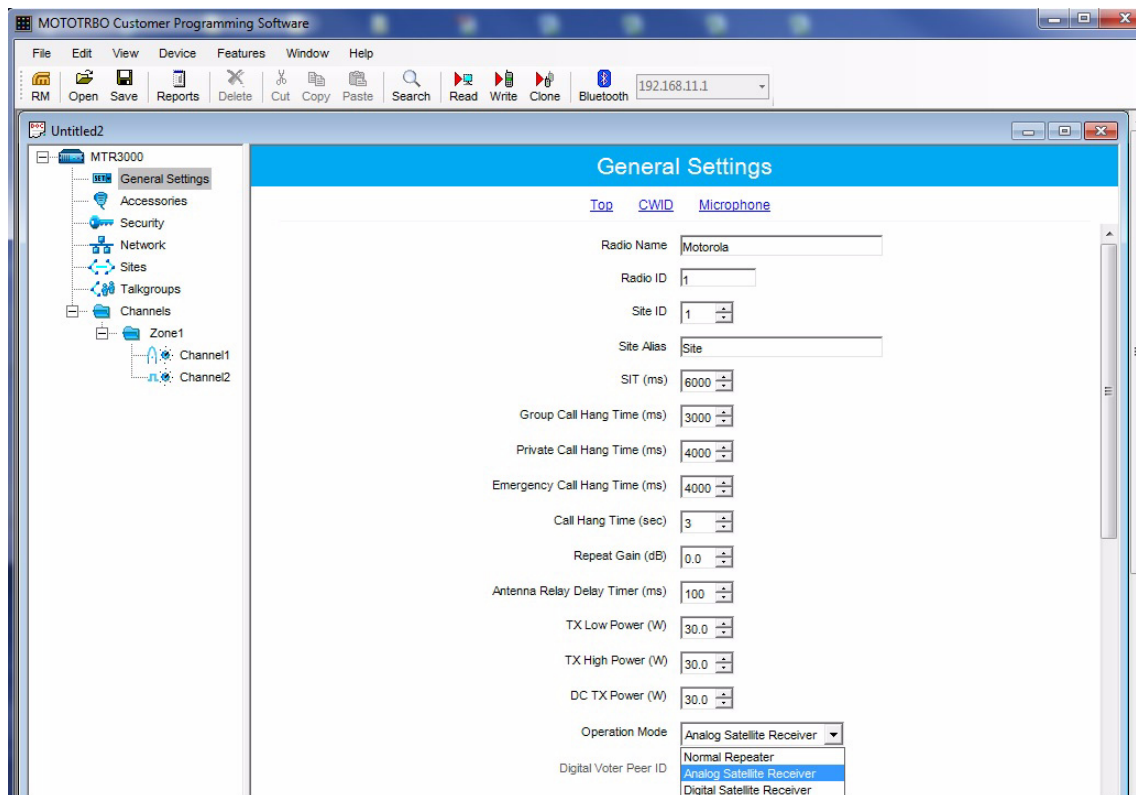 MOTOTRBO Customer Programming Software
File Edit View Device Features Window Help
RM Open Save Reports Delete Cut Copy Paste Search Read Write Clone Bluetooth 192.168.11.1
Untitled2
MTR3000
General Settings
Accessories
Security
Network
Sites
Talkgroups
Channels
Zone1
Channel1
Channel2
General Settings
Top CWID Microphone
Radio Name Motorola
Radio ID 1
Site ID 1
Site Alias Site
SIT (ms) 6000
Group Call Hang Time (ms) 3000
Private Call Hang Time (ms) 4000
Emergency Call Hang Time (ms) 4000
Call Hang Time (sec) 3
Repeat Gain (dB) 0.0
Antenna Relay Delay Timer (ms) 100
TX Low Power (W) 30.0
TX High Power (W) 30.0
DC TX Power (W) 30.0
Operation Mode Analog Satellite Receiver
Normal Repeater
Digital Voter Peer ID Analog Satellite Receiver
Digital Satellite Receiver